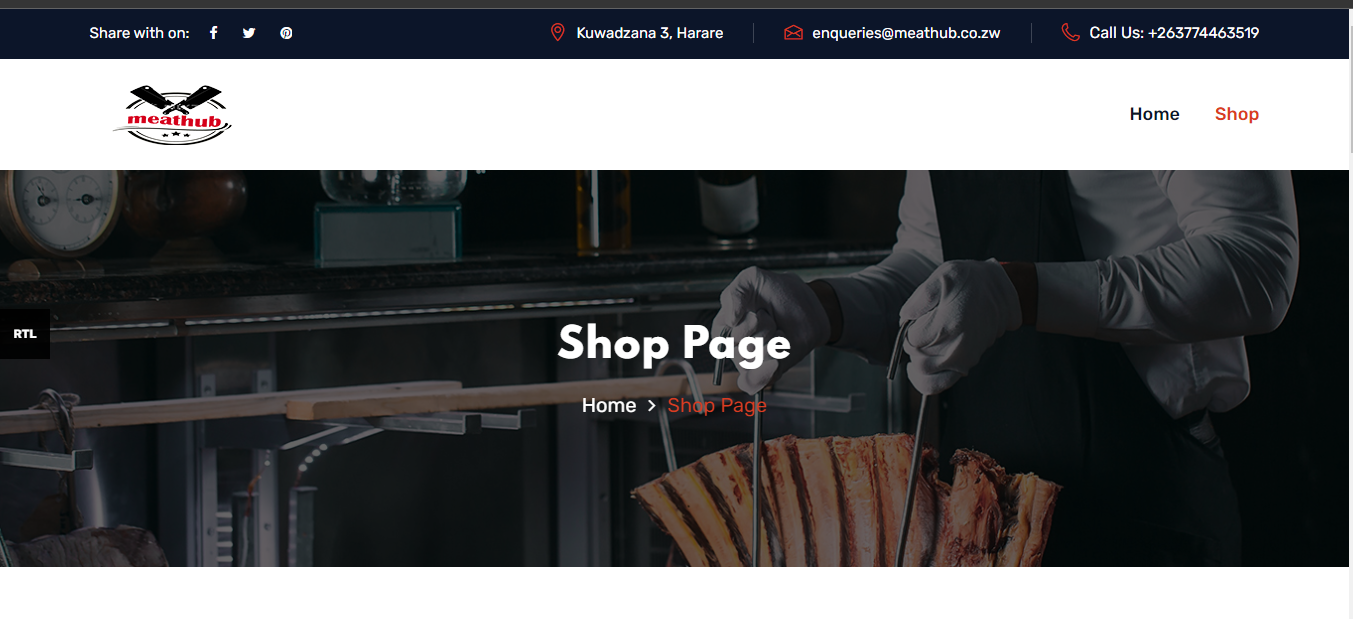 Share with on:
Kuwadzana 3, Harare
enqueries@meathub.co.zw
Call Us: +263774463519
meathub
Home
Shop
RTL
Shop Page
Home > Shop Page